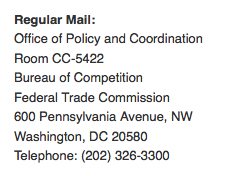 Regular Mail:
Office of Policy and Coordination
Room CC-5422
Bureau of Competition
Federal Trade Commission
600 Pennsylvania Avenue, NW
Washington, DC 20580
Telephone: (202) 326-3300